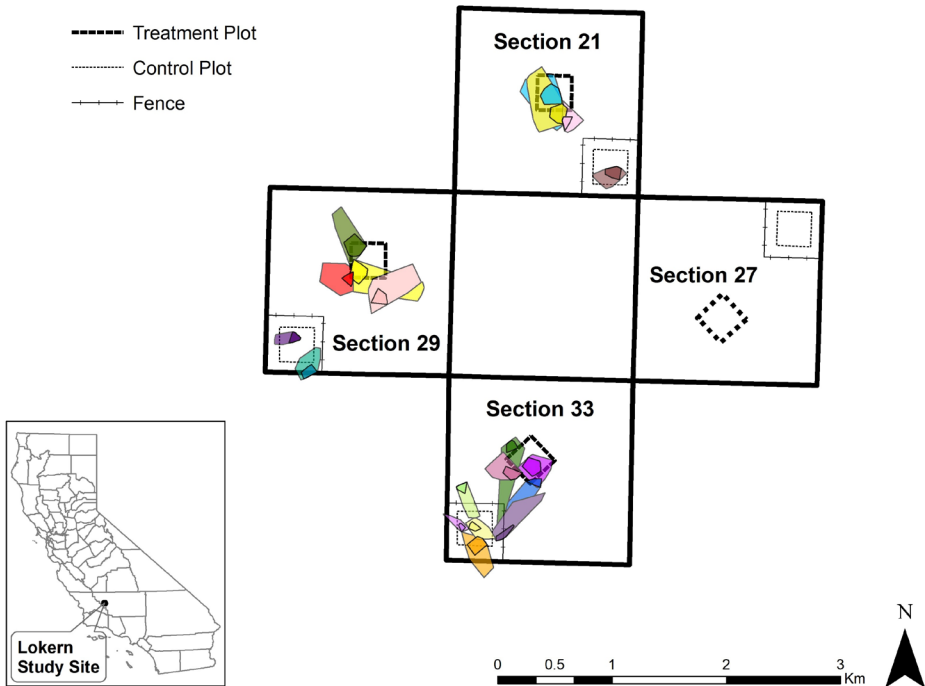 Treatment Plot
Control Plot
Fence
Section 21
Section 27
Section 29
Section 33
Lokern
Study Site
N
0 0.5 1 2 3
Km